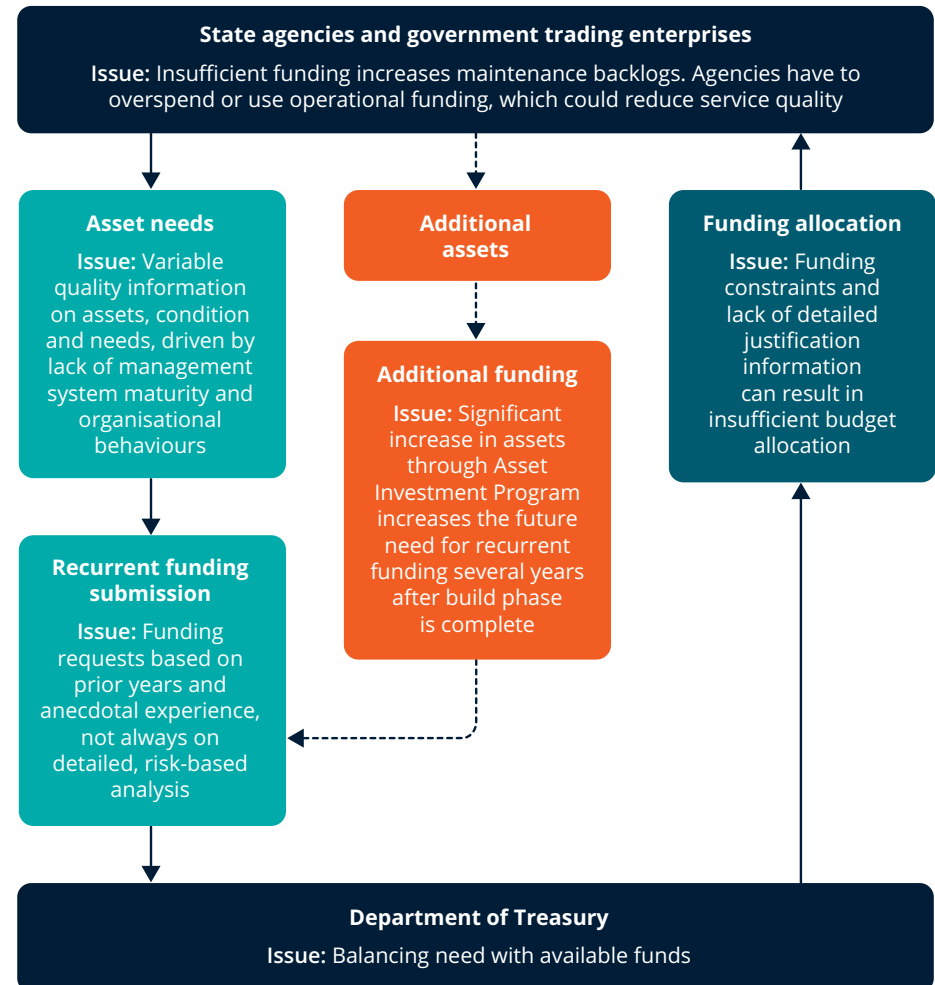 State agencies and government trading enterprises
Issue: Insufficient funding increases maintenance backlogs. Agencies have to
overspend or use operational funding, which could reduce service quality
Asset needs
Issue: Variable
quality information
on assets, condition
and needs, driven by
lack of management
system maturity and
organisational
behaviours
Recurrent funding
submission
Issue: Funding
requests based on
prior years and
anecdotal experience,
not always on
detailed, risk-based
analysis
Additional
assets
Additional funding
Issue: Significant
increase in assets
through Asset
Investment Program
increases the future
need for recurrent
funding several years
after build phase
is complete
Funding allocation
Issue: Funding
constraints and
lack of detailed
justification
information
can result in
insufficient budget
allocation
Department of Treasury
Issue: Balancing need with available funds